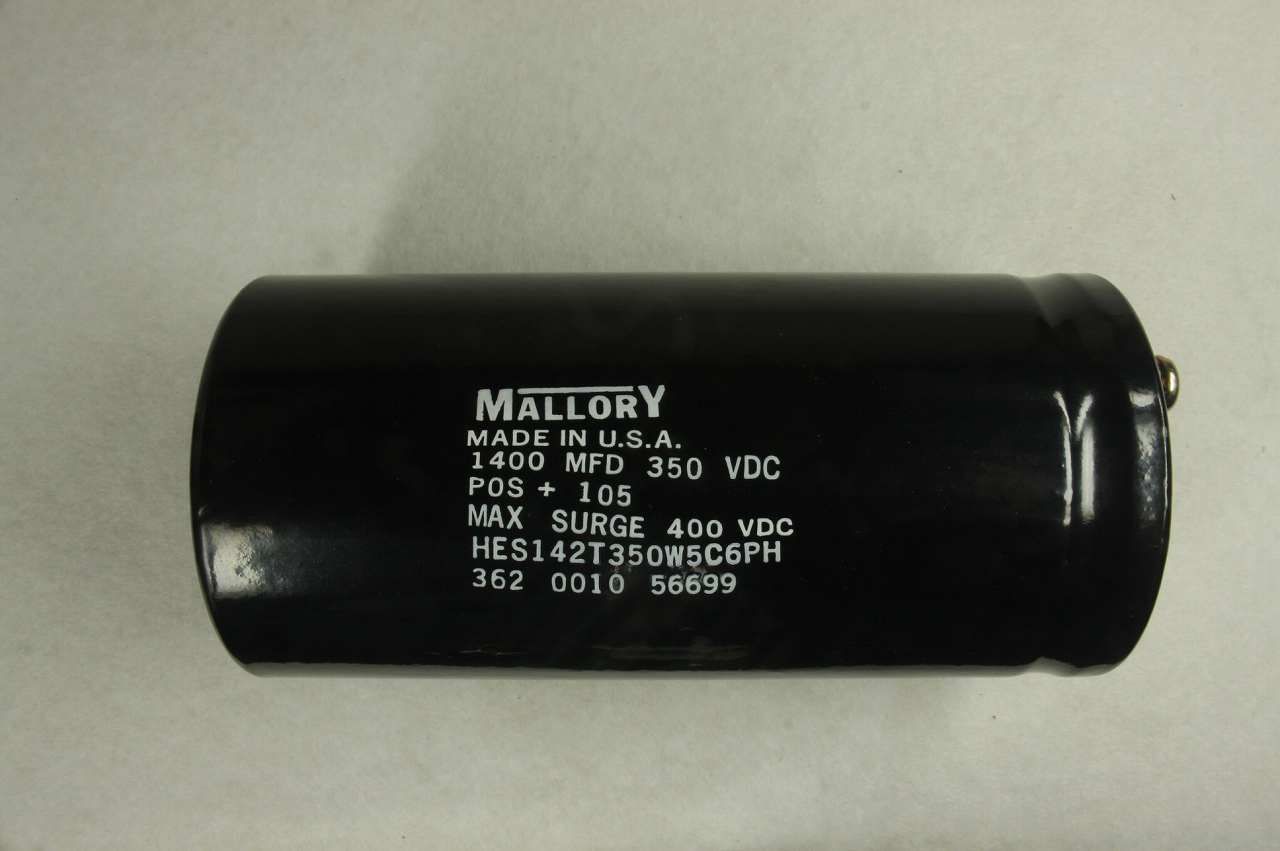 MALLORY
MADE IN U.S.A.
1400 MFD 350 VDC
POS + 105
MAX SURGE 400 VDC
HES142T350W5C6PH
362 0010 56699